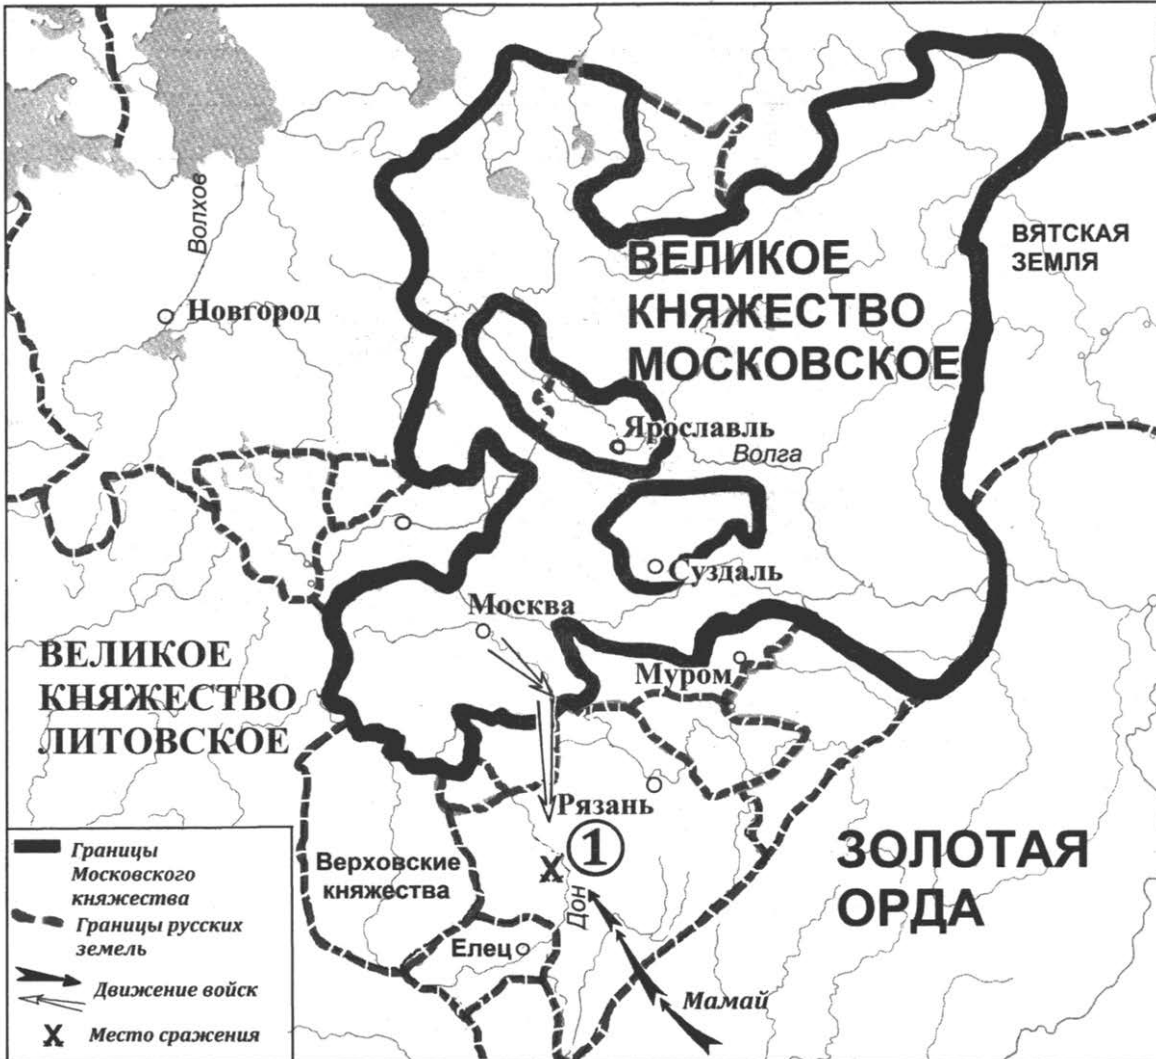 Волхов
Новгород
ВЕЛИКОЕ
КНЯЖЕСТВО
МОСКОВСКОЕ
ВЯТСКАЯ
ЗЕМЛЯ
Ярославль
Волга
Суздаль
Москва
Муром
ВЕЛИКОЕ
КНЯЖЕСТВО
ЛИТОВСКОЕ
Рязань
1
Верховские
княжества
Дон
Елец
Мамай
ЗОЛОТАЯ
ОРДА
Границы
Московского
княжества
Границы русских
земель
Движение войск
X Место сражения